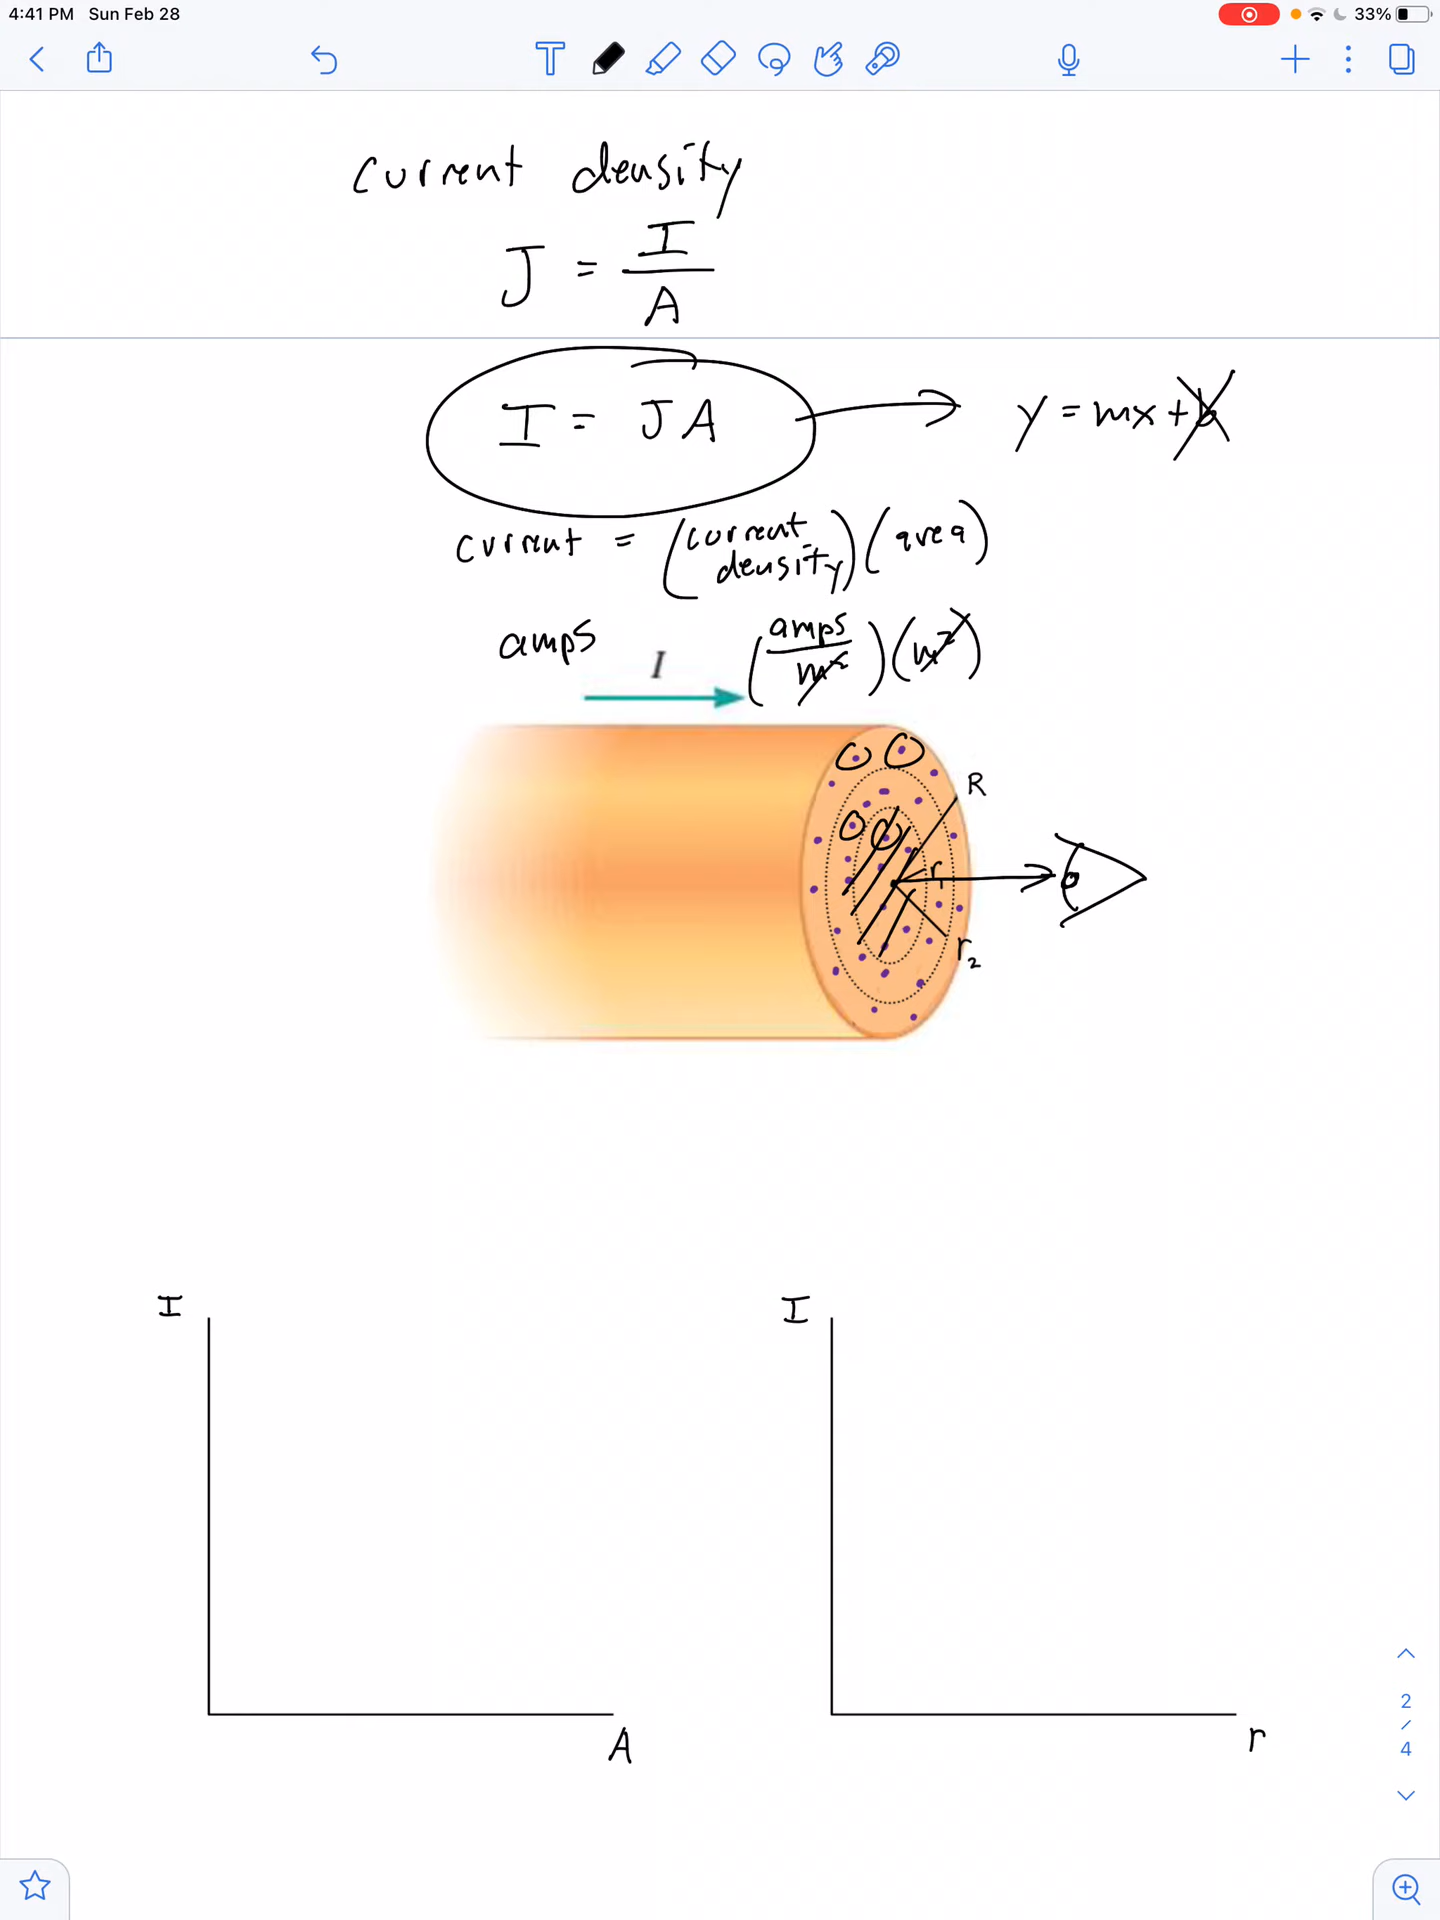 4:41 PM Sun Feb 28
33%
current density
J = I / A
I = JA → y = mx + b
current = (current density)(area)
amps (amps / m²)(m²)
I
R
r₁
r₂
I
A
I
r
2
/
4